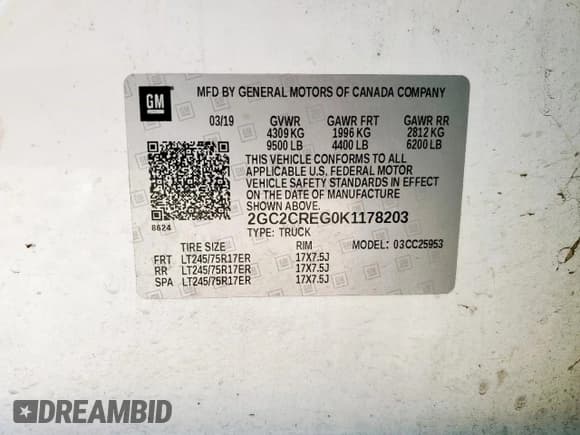 GM
MFD BY GENERAL MOTORS OF CANADA COMPANY
03/19 GVWR GAWR FRT GAWR RR
4309 KG 1996 KG 2812 KG
9500 LB 4400 LB 6200 LB
THIS VEHICLE CONFORMS TO ALL
APPLICABLE U.S. FEDERAL MOTOR
VEHICLE SAFETY STANDARDS IN EFFECT
ON THE DATE OF MANUFACTURE
SHOWN ABOVE.
2GC2CREG0K1178203
8624 TYPE: TRUCK
TIRE SIZE RIM MODEL: 03CC25953
FRT LT245/75R17ER 17X7.5J
RR LT245/75R17ER 17X7.5J
SPA LT245/75R17ER 17X7.5J
DREAMBID